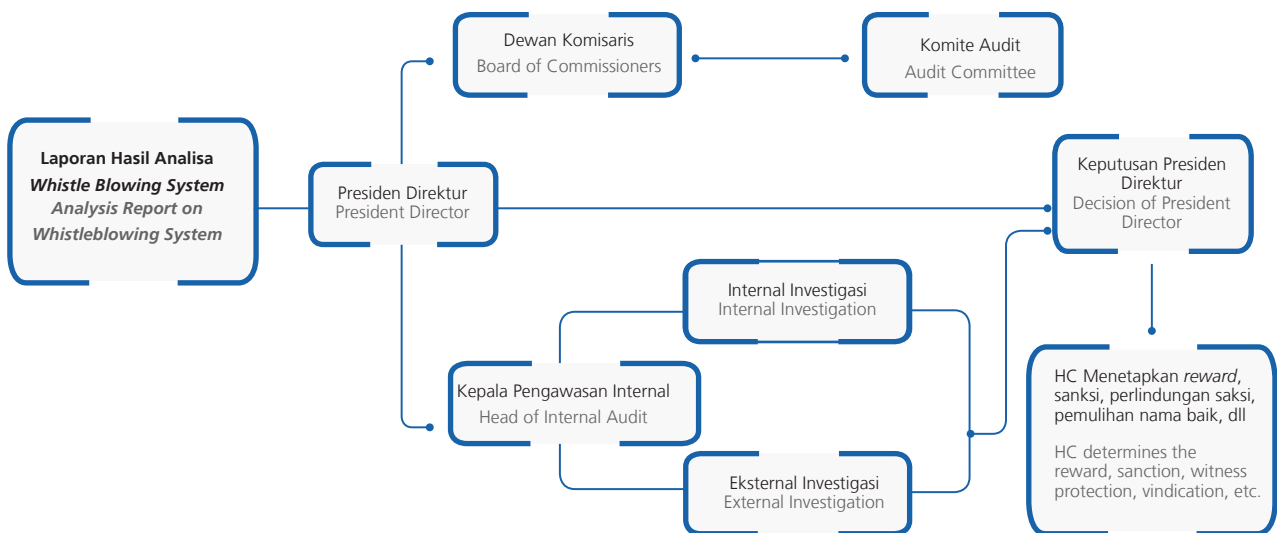 Dewan Komisaris
Board of Commissioners
Komite Audit
Audit Committee
Laporan Hasil Analisa
Whistle Blowing System
Analysis Report on
Whistleblowing System
Presiden Direktur
President Director
Keputusan Presiden
Direktur
Decision of President
Director
Internal Investigasi
Internal Investigation
Kepala Pengawasan Internal
Head of Internal Audit
Eksternal Investigasi
External Investigation
HC Menetapkan reward,
sanksi, perlindungan saksi,
pemulihan nama baik, dll
HC determines the
reward, sanction, witness
protection, vindication, etc.